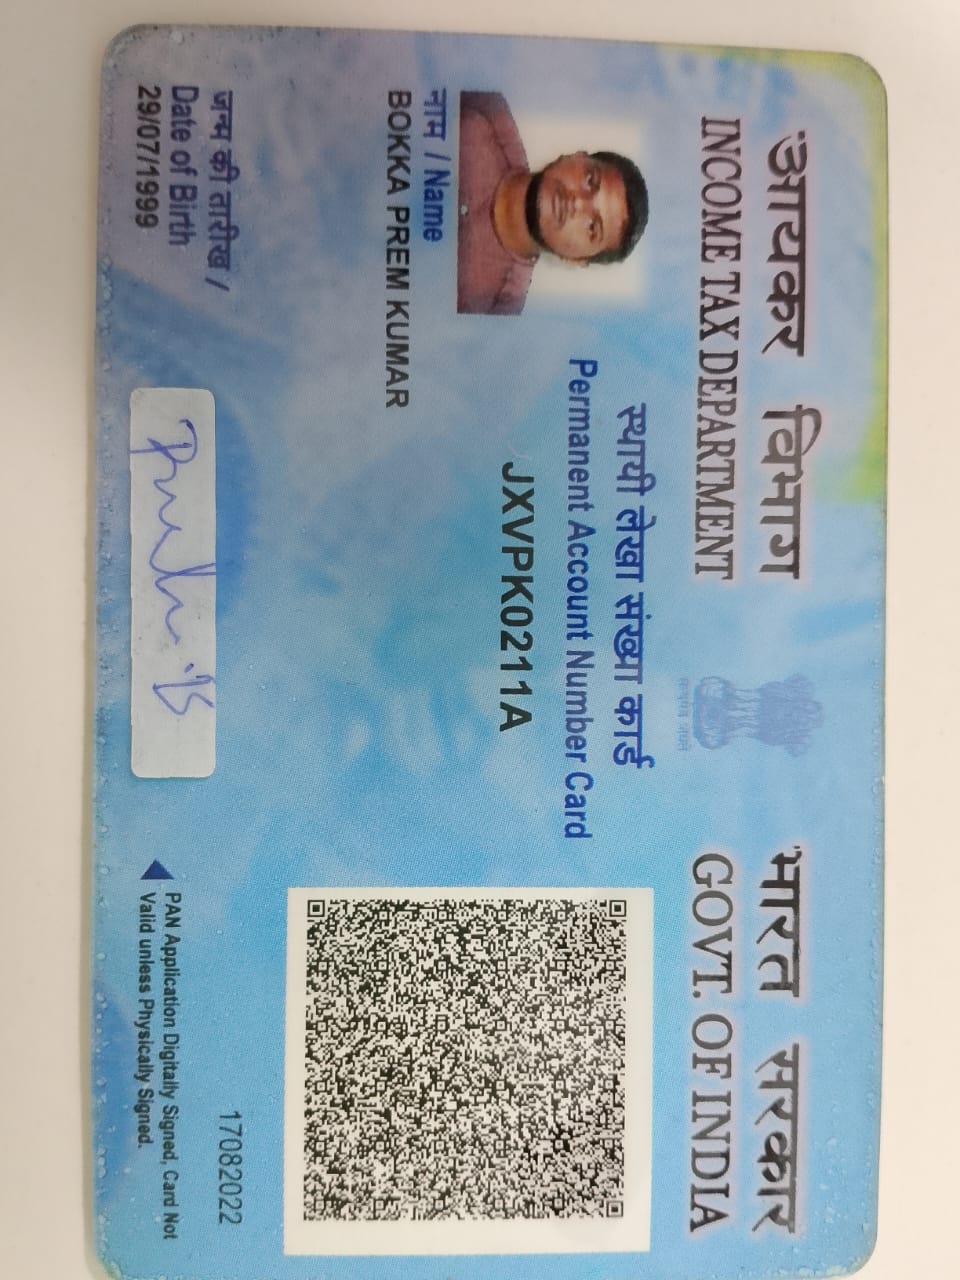 आयकर विभाग
INCOME TAX DEPARTMENT
भारत सरकार
GOVT. OF INDIA
स्थायी लेखा संख्या कार्ड
Permanent Account Number Card
JXVPK0211A
नाम / Name
BOKKA PREM KUMAR
जन्म की तारीख /
Date of Birth
29/07/1999
17082022
PAN Application Digitally Signed, Card Not
Valid unless Physically Signed.